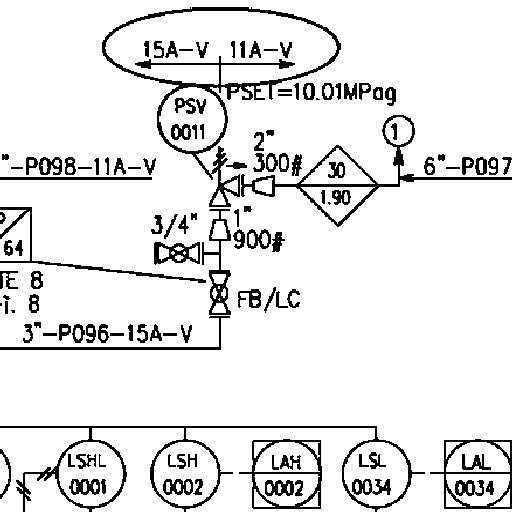 15A-V 11A-V
PSET=10.01MPag
PSV
0011
1
2"
300#
"-P098-11A-V
30
1.90
6"-P097
3/4"
1"
900#
64
TE 8
8
FB/LC
3"-P096-15A-V
LSHL
0001
LSH
0002
LAH
0002
LSL
0034
LAL
0034